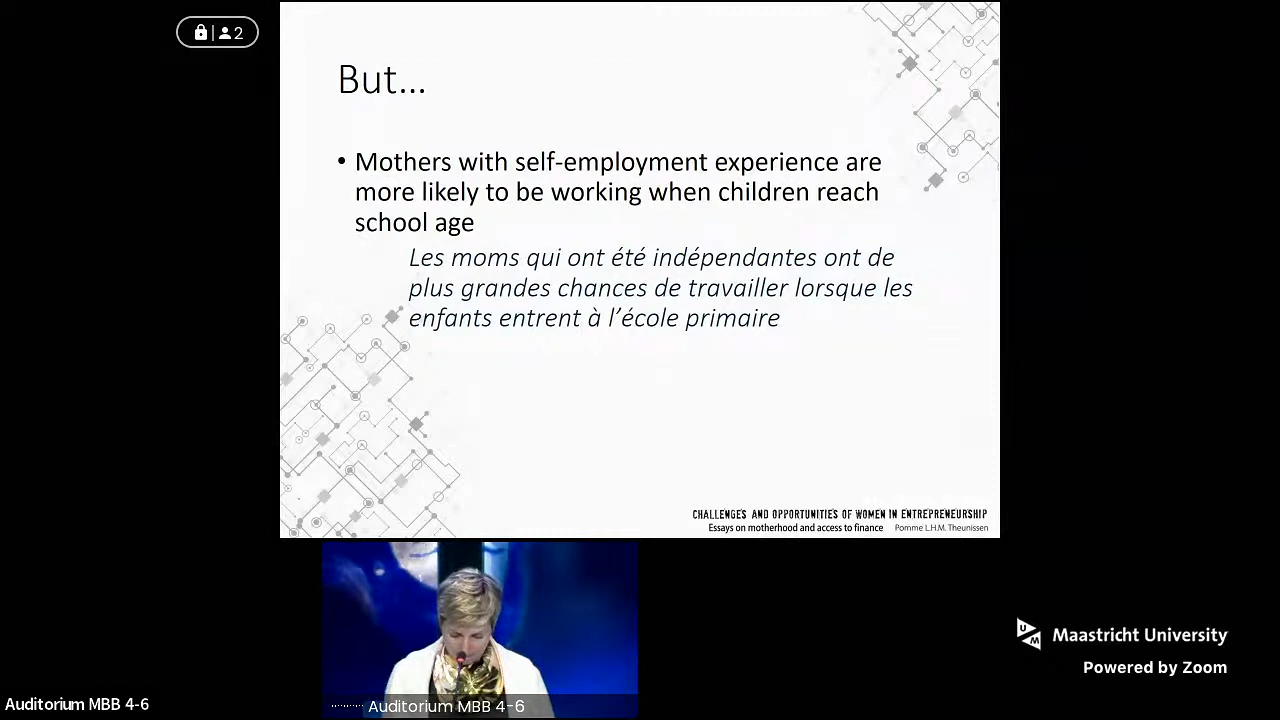 2
But...
• Mothers with self-employment experience are
more likely to be working when children reach
school age
Les moms qui ont été indépendantes ont de
plus grandes chances de travailler lorsque les
enfants entrent à l'école primaire
CHALLENGES AND OPPORTUNITIES OF WOMEN IN ENTREPRENEURSHIP
Essays on motherhood and access to finance Pomme L.H.M. Theunissen
UM Maastricht University
Powered by Zoom
Auditorium MBB 4-6
Auditorium MBB 4-6